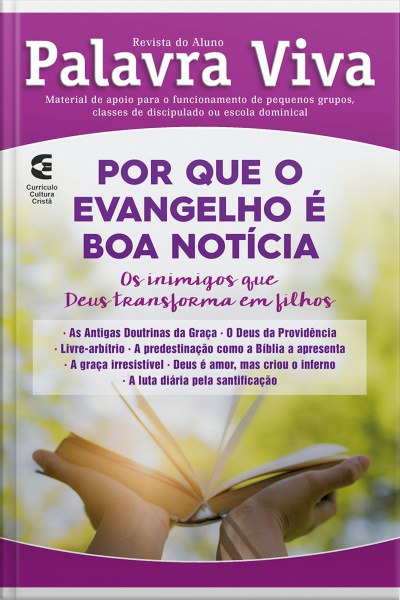 Revista do Aluno
Palavra Viva
Material de apoio para o funcionamento de pequenos grupos,
classes de discipulado ou escola dominical
Currículo
Cultura
Cristã
POR QUE O
EVANGELHO É
BOA NOTÍCIA
Os inimigos que
Deus transforma em filhos
· As Antigas Doutrinas da Graça · O Deus da Providência
· Livre-arbítrio · A predestinação como a Bíblia a apresenta
· A graça irresistível · Deus é amor, mas criou o inferno
· A luta diária pela santificação